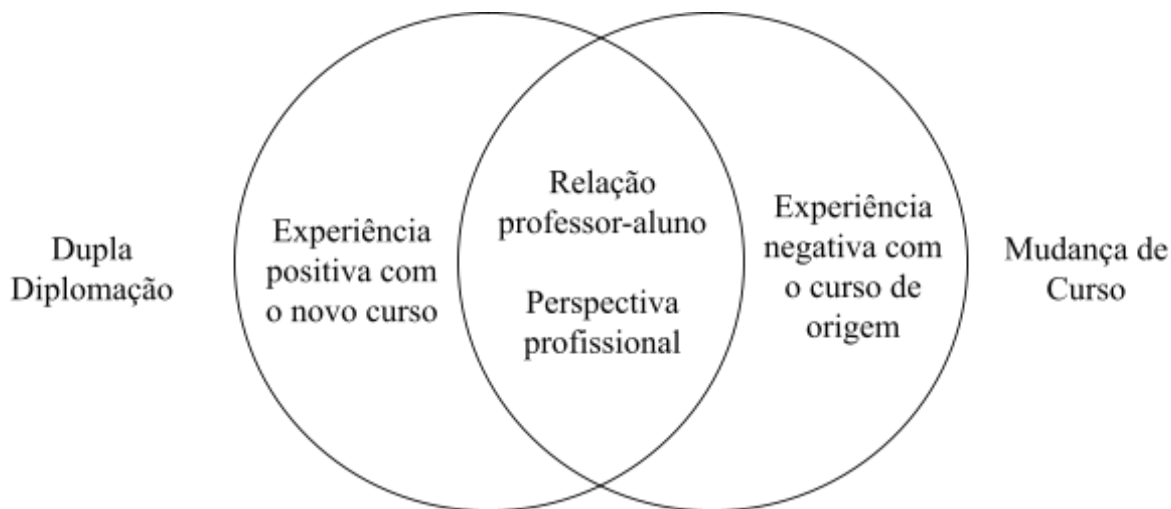 Dupla
Diplomação
Experiência
positiva com
o novo curso
Relação
professor-aluno
Perspectiva
profissional
Experiência
negativa com
o curso de
origem
Mudança de
Curso